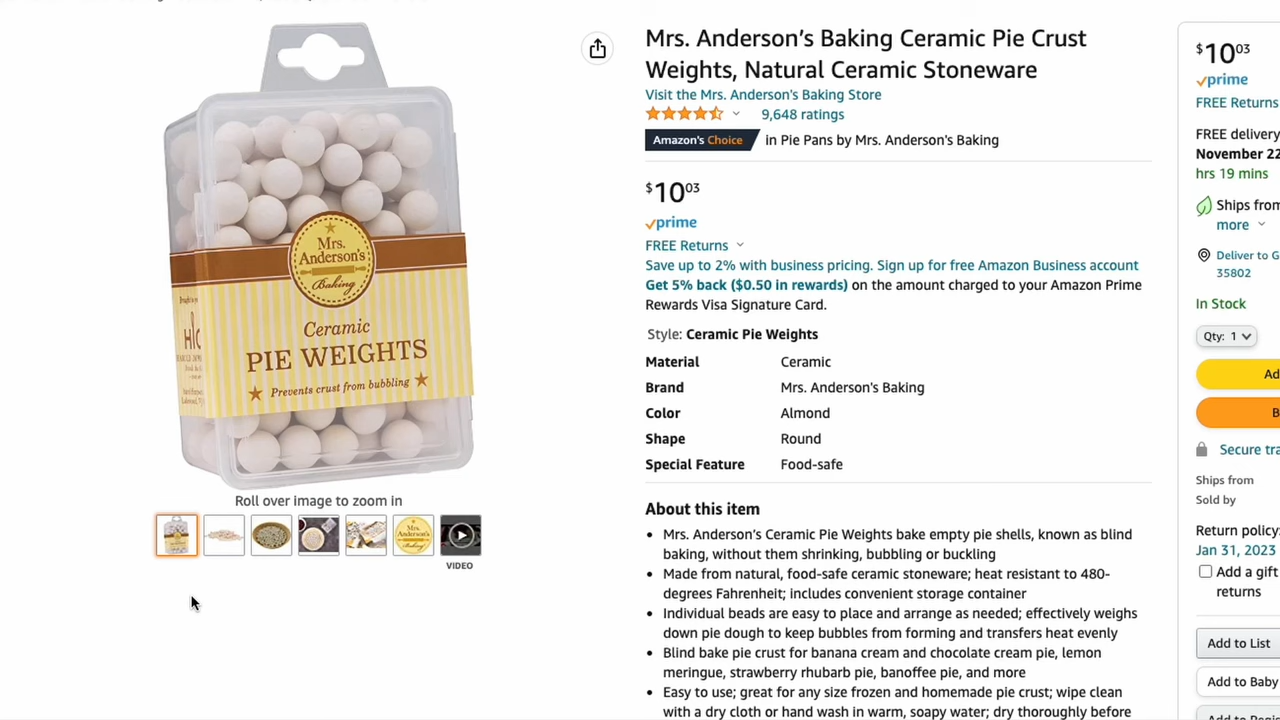 Mrs. Anderson's Baking Ceramic Pie Crust
Weights, Natural Ceramic Stoneware
Visit the Mrs. Anderson's Baking Store
9,648 ratings
Amazon's Choice in Pie Pans by Mrs. Anderson's Baking
$10 03
prime
FREE Returns
Save up to 2% with business pricing. Sign up for free Amazon Business account
Get 5% back ($0.50 in rewards) on the amount charged to your Amazon Prime
Rewards Visa Signature Card.
Style: Ceramic Pie Weights
Material Ceramic
Brand Mrs. Anderson's Baking
Color Almond
Shape Round
Special Feature Food-safe
About this item
• Mrs. Anderson's Ceramic Pie Weights bake empty pie shells, known as blind
baking, without them shrinking, bubbling or buckling
• Made from natural, food-safe ceramic stoneware; heat resistant to 480-
degrees Fahrenheit; includes convenient storage container
• Individual beads are easy to place and arrange as needed; effectively weighs
down pie dough to keep bubbles from forming and transfers heat evenly
• Blind bake pie crust for banana cream and chocolate cream pie, lemon
meringue, strawberry rhubarb pie, banoffee pie, and more
• Easy to use; great for any size frozen and homemade pie crust; wipe clean
with a dry cloth or hand wash in warm, soapy water; dry thoroughly before
Mrs.
Anderson's
Baking
Ceramic
PIE WEIGHTS
Prevents crust from bubbling
Roll over image to zoom in
VIDEO
$10 03
prime
FREE Returns
FREE delivery
November 22
hrs 19 mins
Ships from
more
Deliver to G
35802
In Stock
Qty: 1
Ad
B
Secure tra
Ships from
Sold by
Return policy:
Jan 31, 2023
Add a gift
returns
Add to List
Add to Baby